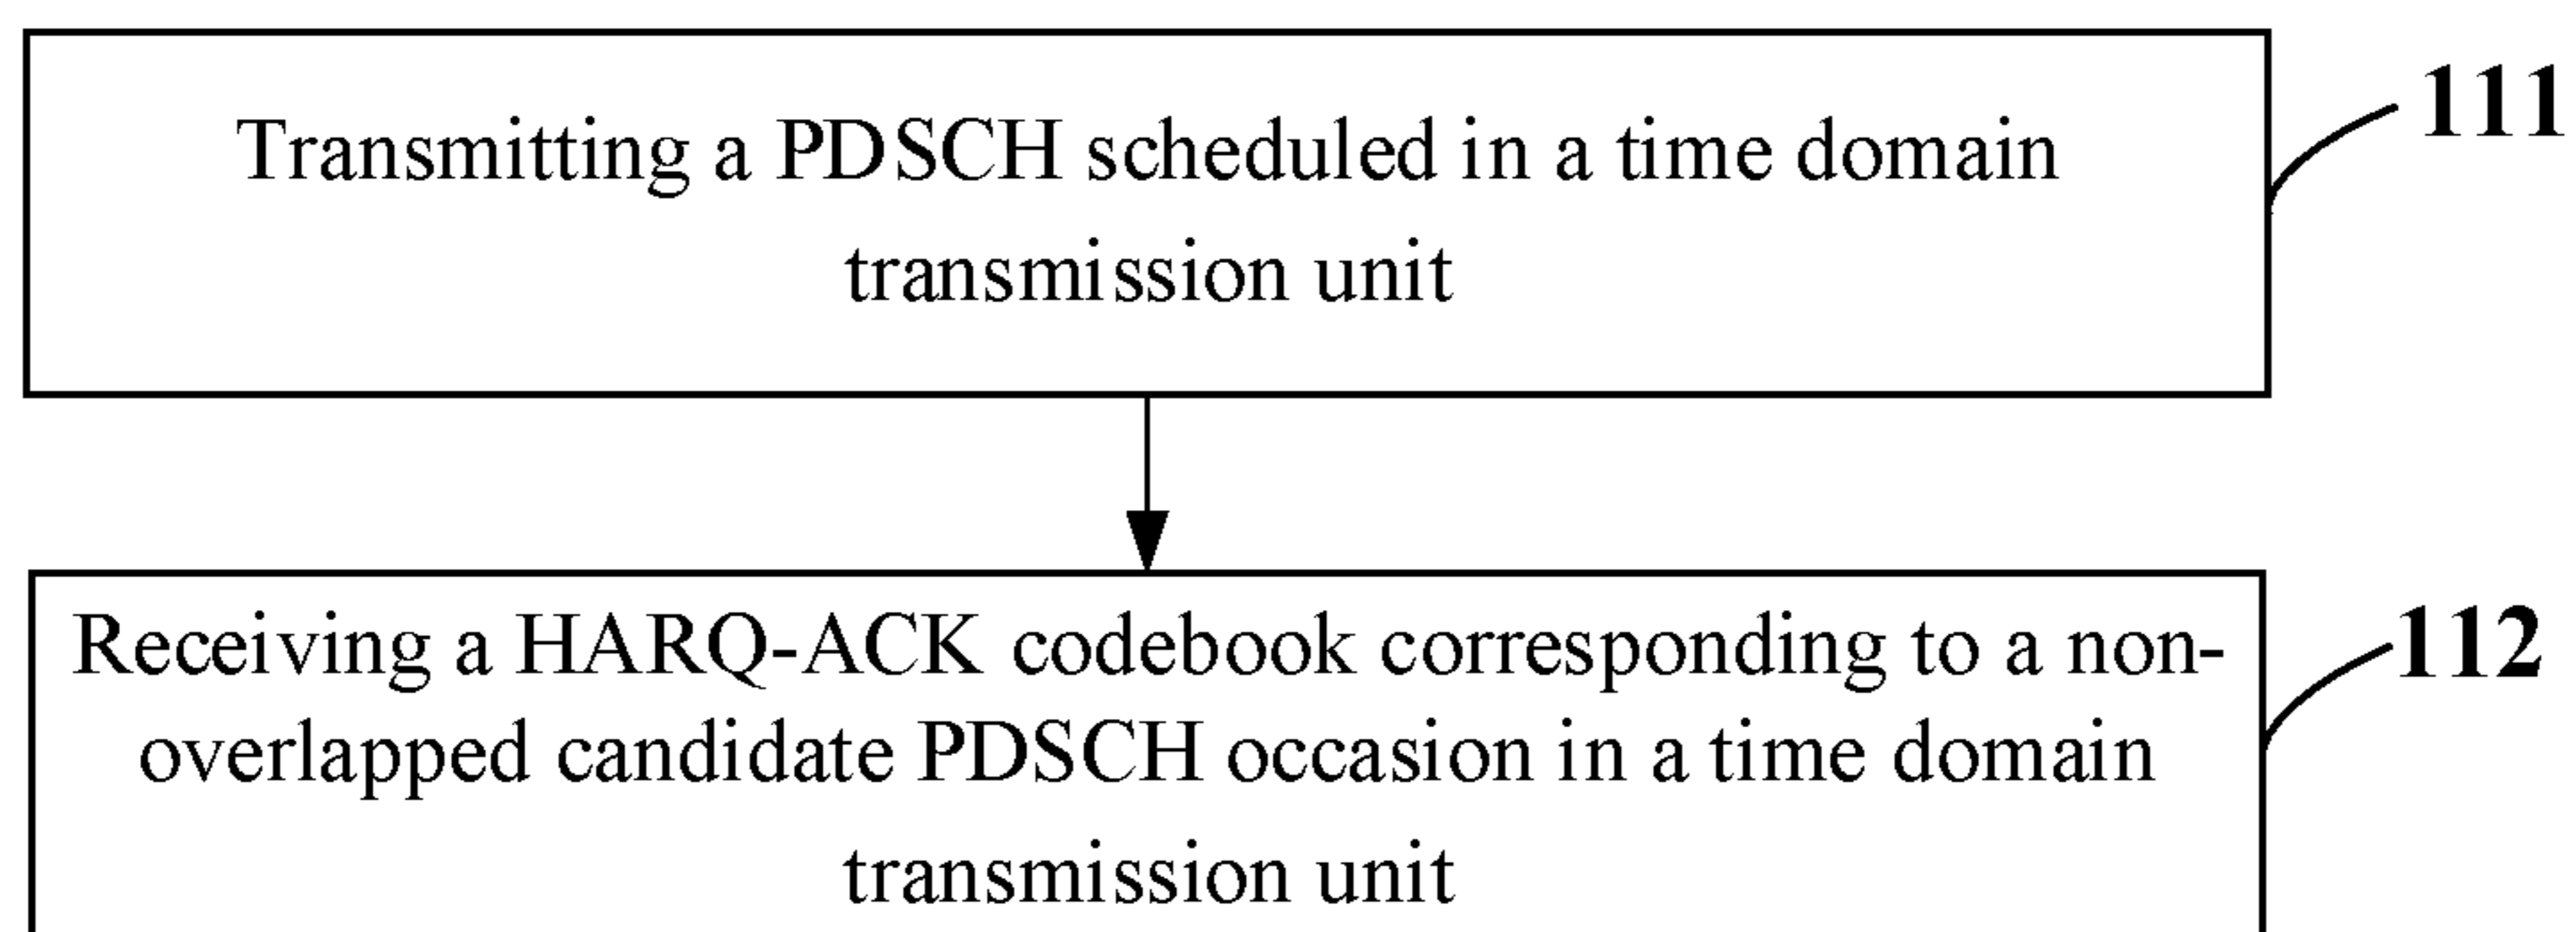 Transmitting a PDSCH scheduled in a time domain
transmission unit
111
Receiving a HARQ-ACK codebook corresponding to a non-
overlapped candidate PDSCH occasion in a time domain
transmission unit
112